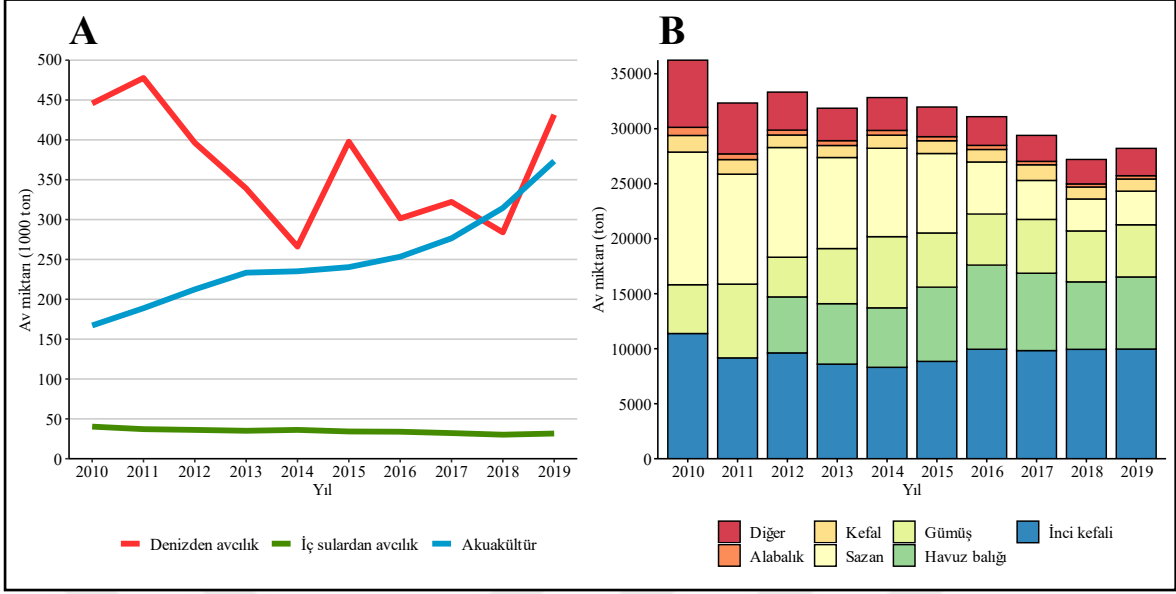 A
Av miktarı (1000 ton)
500
450
400
350
300
250
200
150
100
50
0
2010 2011 2012 2013 2014 2015 2016 2017 2018 2019
Yıl
Denizden avcılık İç sulardan avcılık Akuakültür
B
Av miktarı (ton)
35000
30000
25000
20000
15000
10000
5000
0
2010 2011 2012 2013 2014 2015 2016 2017 2018 2019
Yıl
Diğer Kefal Gümüş İnci kefali
Alabalık Sazan Havuz balığı